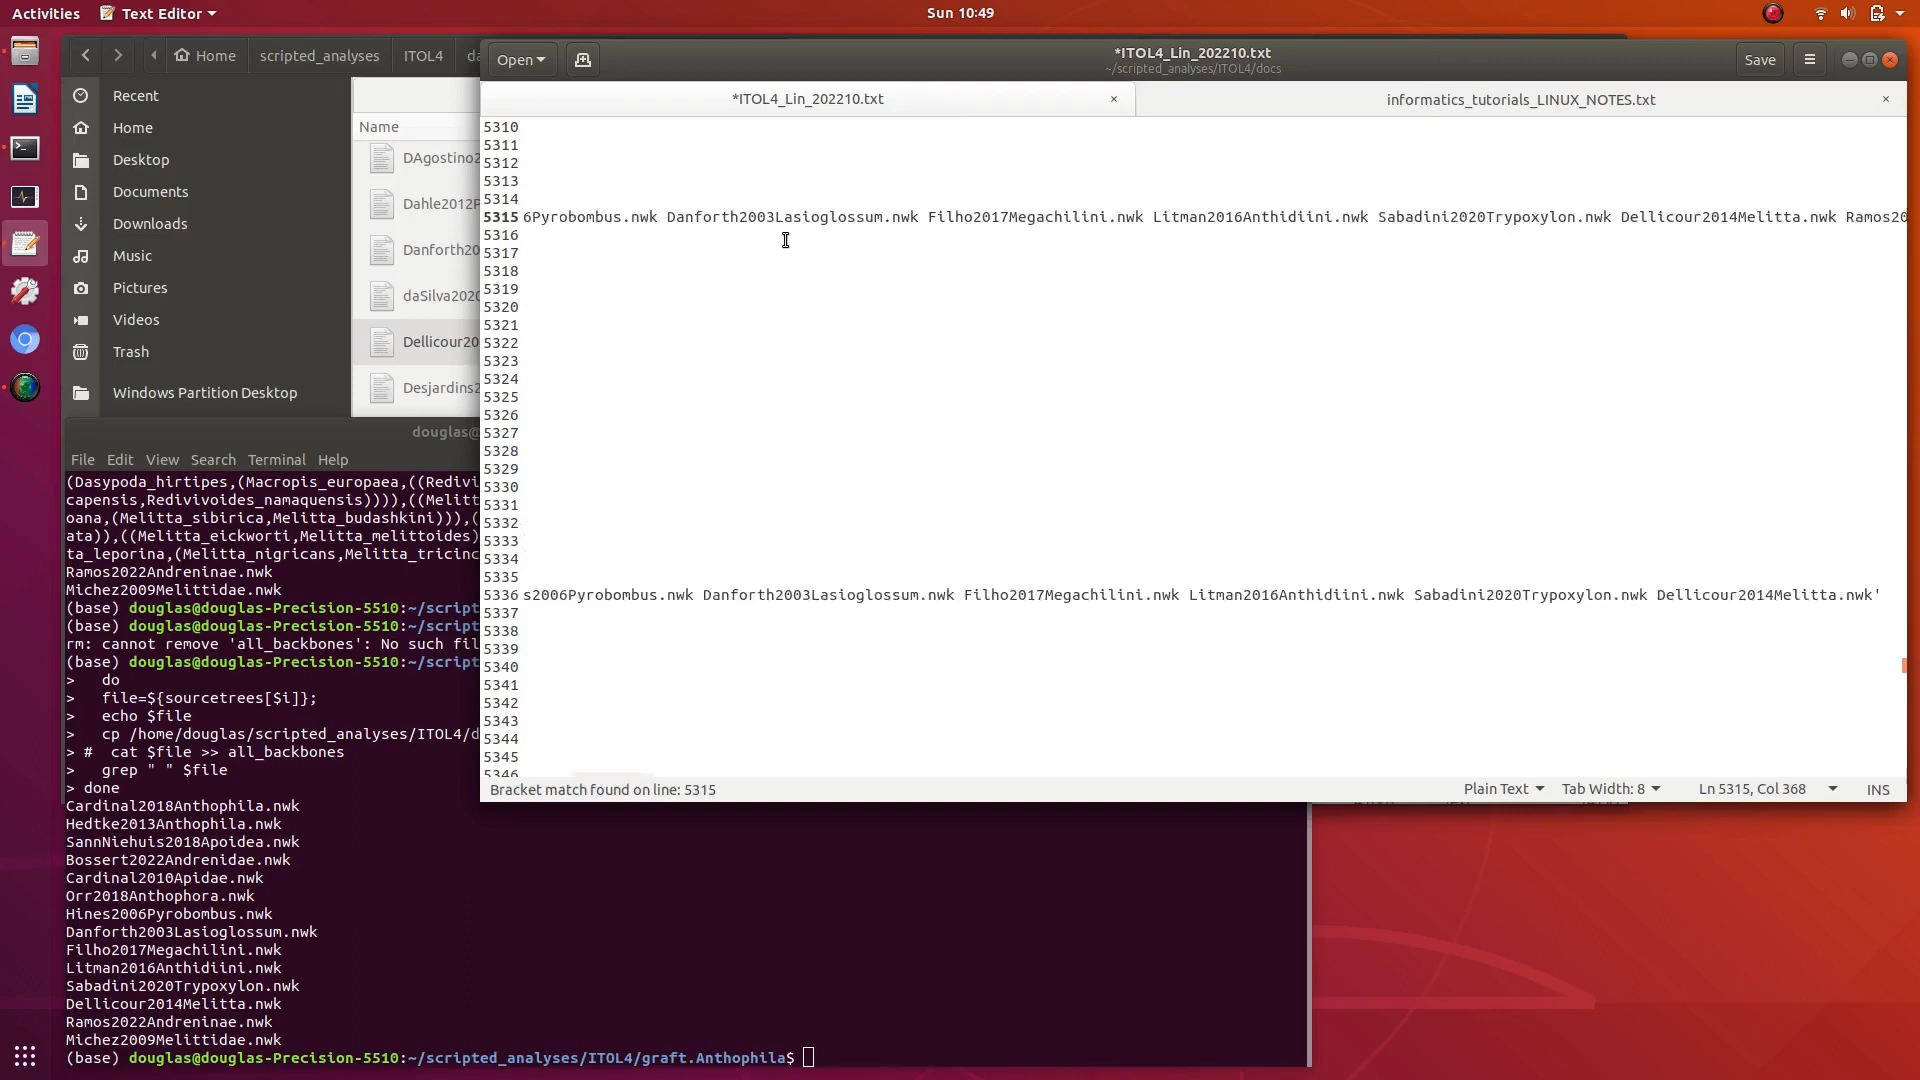 Activities
Text Editor
Sun 10:49
Home
scripted_analyses
ITOL4
Open
*ITOL4_Lin_202210.txt
~/scripted_analyses/ITOL4/docs
Save
*ITOL4_Lin_202210.txt
informatics_tutorials_LINUX_NOTES.txt
Recent
Home
Desktop
Documents
Downloads
Music
Pictures
Videos
Trash
Windows Partition Desktop
Name
DAgostino2
Dahle2012P
Danforth20
daSilva2020
Dellicour20
Desjardins2
5310
5311
5312
5313
5314
5315 6Pyrobombus.nwk Danforth2003Lasioglossum.nwk Filho2017Megachilini.nwk Litman2016Anthidiini.nwk Sabadini2020Trypoxylon.nwk Dellicour2014Melitta.nwk Ramos20
5316
5317
5318
5319
5320
5321
5322
5323
5324
5325
5326
5327
5328
5329
5330
5331
5332
5333
5334
5335
5336 s2006Pyrobombus.nwk Danforth2003Lasioglossum.nwk Filho2017Megachilini.nwk Litman2016Anthidiini.nwk Sabadini2020Trypoxylon.nwk Dellicour2014Melitta.nwk'
5337
5338
5339
5340
5341
5342
5343
5344
5345
5346
Bracket match found on line: 5315
Plain Text
Tab Width: 8
Ln 5315, Col 368
INS
douglas@
File Edit View Search Terminal Help
(Dasypoda_hirtipes,(Macropis_europaea,((Redivi
capensis,Redivivoides_namaquensis)))),((Melitt
oana,(Melitta_sibirica,Melitta_budashkini))),(
ata)),((Melitta_eickworti,Melitta_melittoides)
ta_leporina,(Melitta_nigricans,Melitta_tricinc
Ramos2022Andreninae.nwk
Michez2009Melittidae.nwk
(base) douglas@douglas-Precision-5510:~/script
(base) douglas@douglas-Precision-5510:~/script
rm: cannot remove 'all_backbones': No such fil
(base) douglas@douglas-Precision-5510:~/script
>   do
>   file=${sourcetrees[$i]};
>   echo $file
>   cp /home/douglas/scripted_analyses/ITOL4/d
> #  cat $file >> all_backbones
>   grep " " $file
> done
Cardinal2018Anthophila.nwk
Hedtke2013Anthophila.nwk
SannNiehuis2018Apoidea.nwk
Bossert2022Andrenidae.nwk
Cardinal2010Apidae.nwk
Orr2018Anthophora.nwk
Hines2006Pyrobombus.nwk
Danforth2003Lasioglossum.nwk
Filho2017Megachilini.nwk
Litman2016Anthidiini.nwk
Sabadini2020Trypoxylon.nwk
Dellicour2014Melitta.nwk
Ramos2022Andreninae.nwk
Michez2009Melittidae.nwk
(base) douglas@douglas-Precision-5510:~/scripted_analyses/ITOL4/graft.Anthophila$